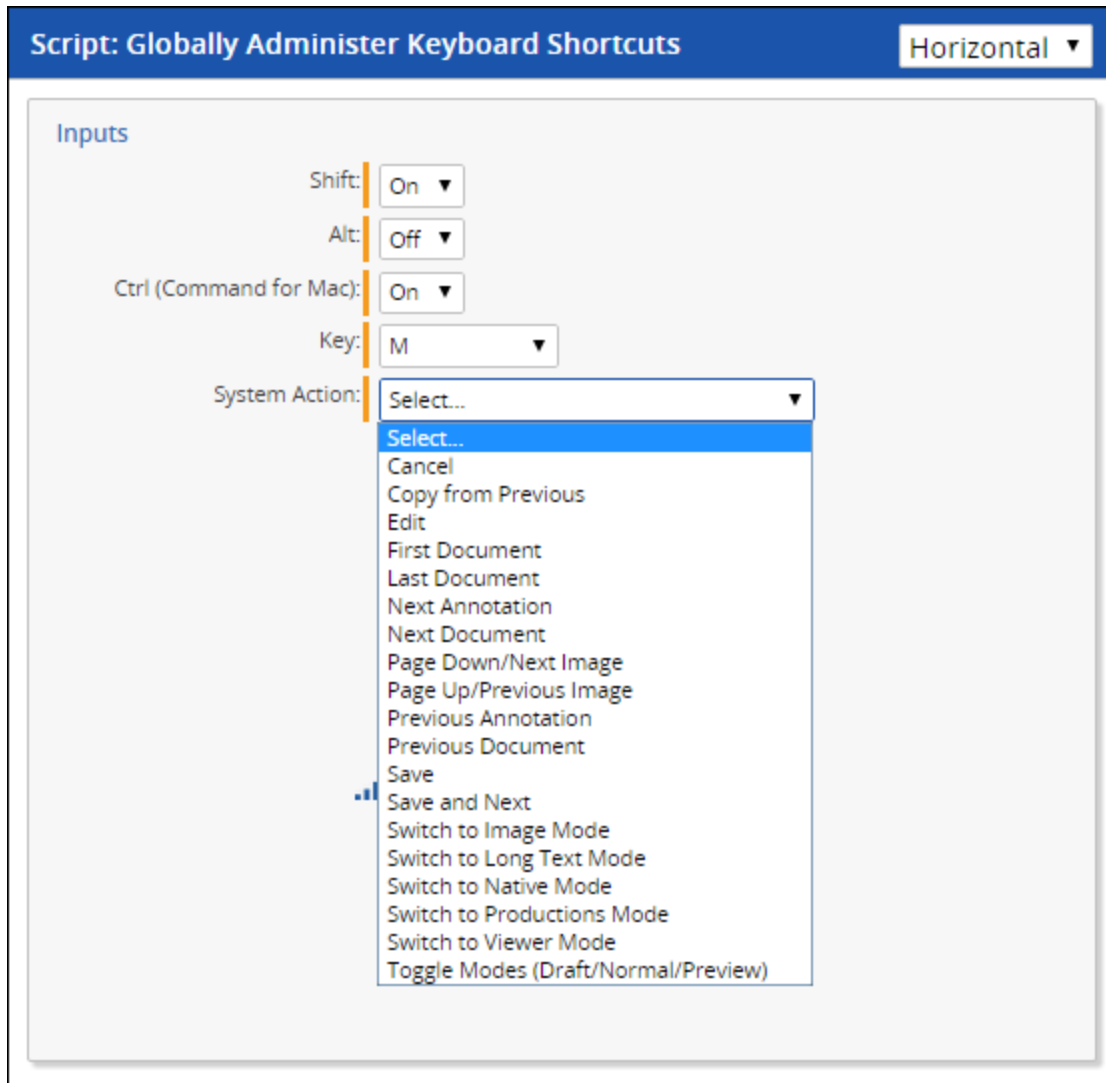 Script: Globally Administer Keyboard Shortcuts Horizontal
Inputs
Shift: On
Alt: Off
Ctrl (Command for Mac): On
Key: M
System Action: Select...
Select...
Cancel
Copy from Previous
Edit
First Document
Last Document
Next Annotation
Next Document
Page Down/Next Image
Page Up/Previous Image
Previous Annotation
Previous Document
Save
Save and Next
Switch to Image Mode
Switch to Long Text Mode
Switch to Native Mode
Switch to Productions Mode
Switch to Viewer Mode
Toggle Modes (Draft/Normal/Preview)